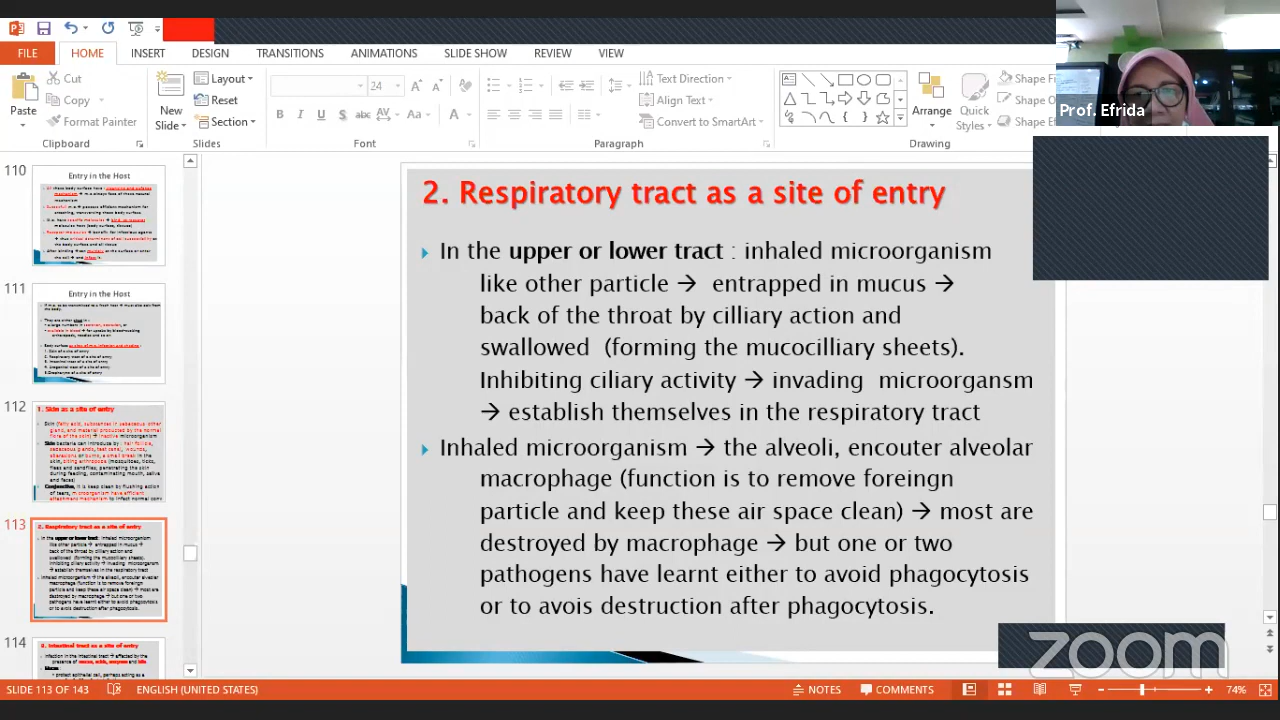 FILE
HOME
INSERT
DESIGN
TRANSITIONS
ANIMATIONS
SLIDE SHOW
REVIEW
VIEW
Paste
Cut
Copy
Format Painter
Clipboard
New
Slide
Layout
Reset
Section
Slides
24
Font
Text Direction
Align Text
Convert to SmartArt
Paragraph
Arrange
Quick
Styles
Shape
Shape
Shape
Drawing
Prof. Efrida
110
Entry in the Host
111
Entry in the Host
112
1. Skin as a site of entry
113
2. Respiratory tract as a site of entry
114
3. Intestinal tract as a site of entry
2. Respiratory tract as a site of entry
In the upper or lower tract : inhaled microorganism
like other particle → entrapped in mucus →
back of the throat by cilliary action and
swallowed (forming the mucocilliary sheets).
Inhibiting ciliary activity → invading microorgansm
→ establish themselves in the respiratory tract
Inhaled microorganism → the alveoli, encouter alveolar
macrophage (function is to remove foreingn
particle and keep these air space clean) → most are
destroyed by macrophage → but one or two
pathogens have learnt either to avoid phagocytosis
or to avois destruction after phagocytosis.
zoom
SLIDE 113 OF 143
ENGLISH (UNITED STATES)
NOTES
COMMENTS
74%